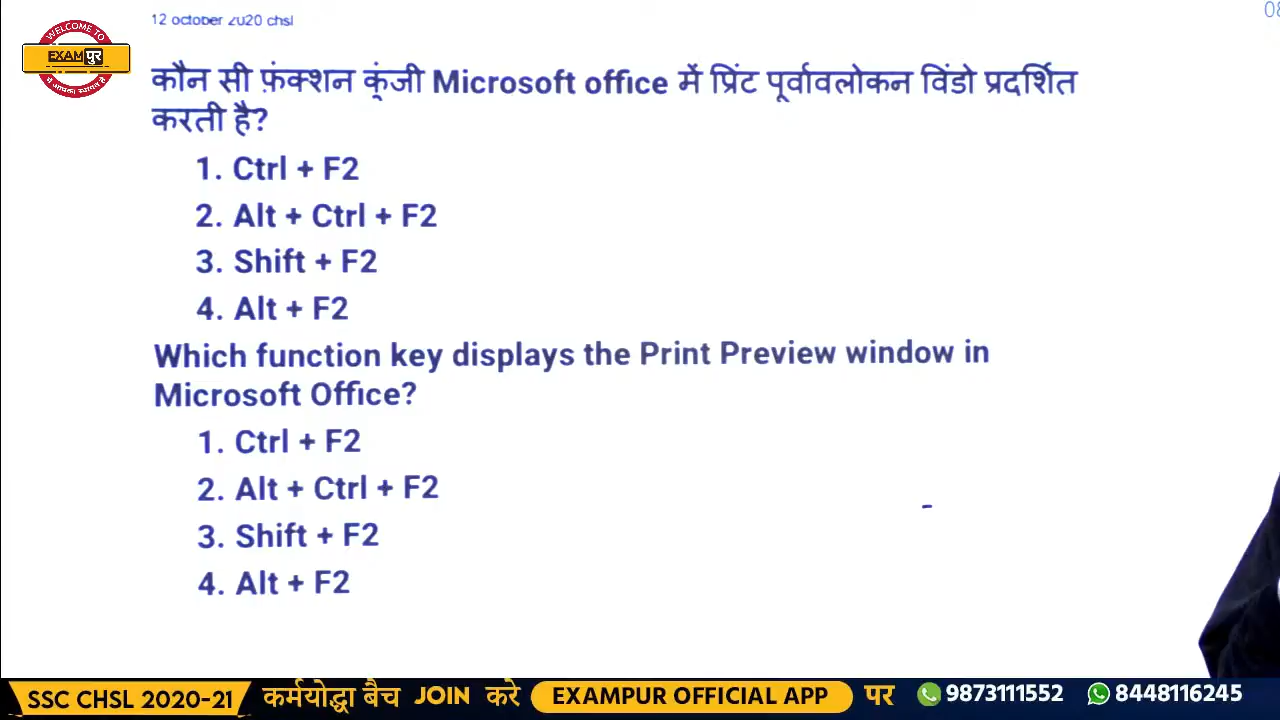 12 october 2020 chsl
08
WELCOME TO
EXAMपुर
कौन सी फ़ंक्शन कुंजी Microsoft office में प्रिंट पूर्वावलोकन विंडो प्रदर्शित
करती है?
1. Ctrl + F2
2. Alt + Ctrl + F2
3. Shift + F2
4. Alt + F2
Which function key displays the Print Preview window in
Microsoft Office?
1. Ctrl + F2
2. Alt + Ctrl + F2
3. Shift + F2
4. Alt + F2
SSC CHSL 2020-21 कर्मयोद्धा बैच JOIN करे EXAMPUR OFFICIAL APP पर 9873111552 8448116245